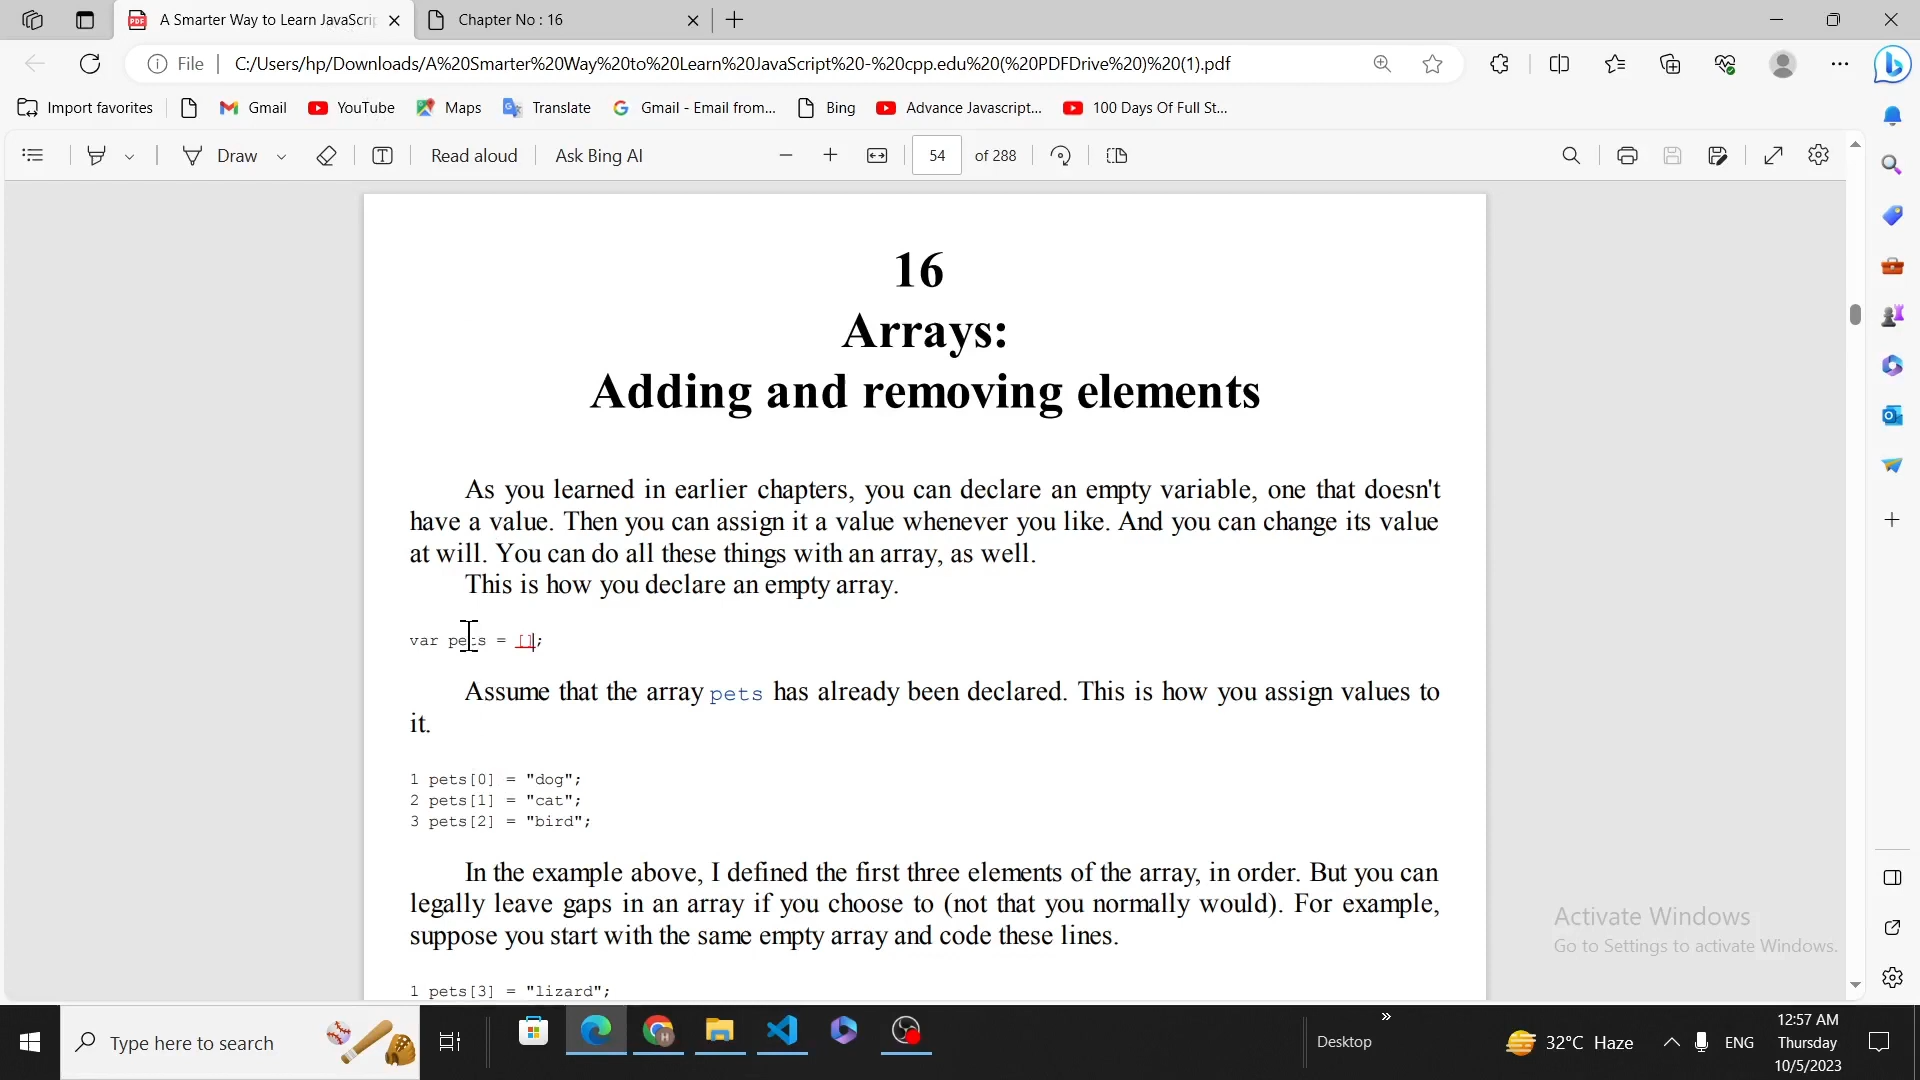 A Smarter Way to Learn JavaScrip
Chapter No : 16
File
C:/Users/hp/Downloads/A%20Smarter%20Way%20to%20Learn%20JavaScript%20-%20cpp.edu%20(%20PDFDrive%20)%20(1).pdf
Import favorites
Gmail
YouTube
Maps
Translate
Gmail - Email from...
Bing
Advance Javascript...
100 Days Of Full St...
Draw
Read aloud
Ask Bing AI
54
of 288
16
Arrays:
Adding and removing elements
As you learned in earlier chapters, you can declare an empty variable, one that doesn't
have a value. Then you can assign it a value whenever you like. And you can change its value
at will. You can do all these things with an array, as well.
This is how you declare an empty array.
var pets = [];
Assume that the array pets has already been declared. This is how you assign values to
it.
1 pets[0] = "dog";
2 pets[1] = "cat";
3 pets[2] = "bird";
In the example above, I defined the first three elements of the array, in order. But you can
legally leave gaps in an array if you choose to (not that you normally would). For example,
suppose you start with the same empty array and code these lines.
1 pets[3] = "lizard";
Activate Windows
Go to Settings to activate Windows.
Type here to search
Desktop
32°C Haze
ENG
12:57 AM
Thursday
10/5/2023